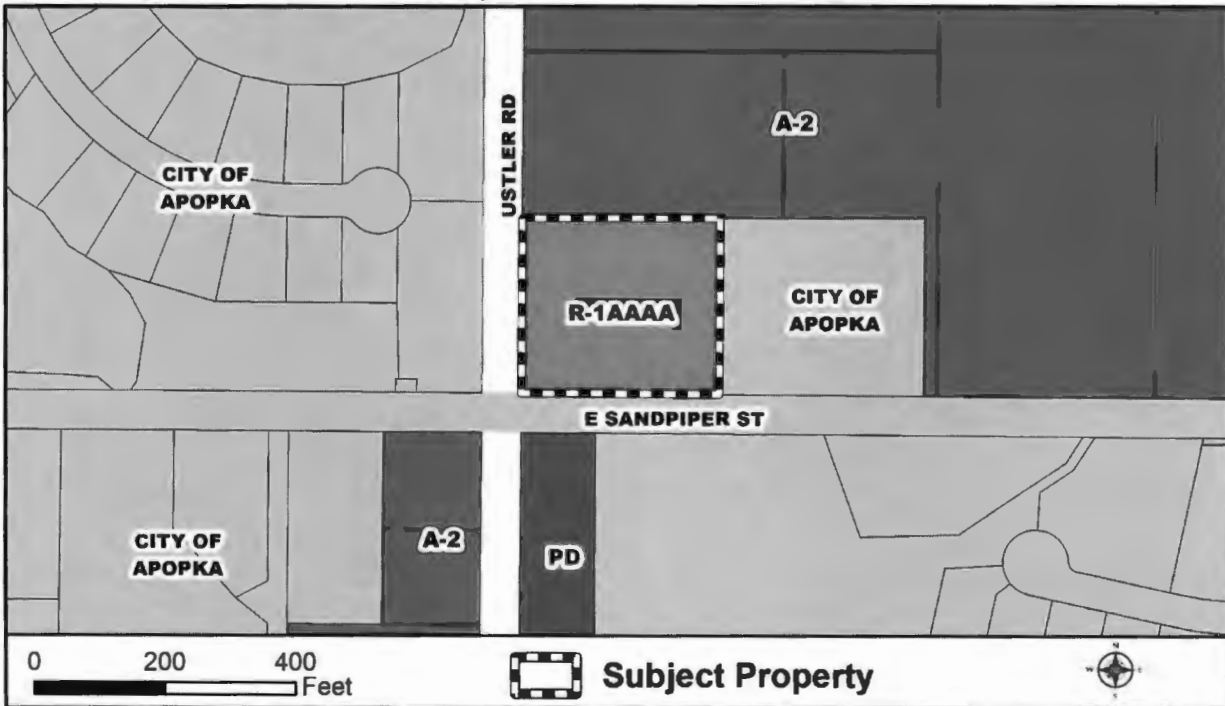 USTLER RD
A-2
CITY OF
APOPKA
R-1AAAA
CITY OF
APOPKA
E SANDPIPER ST
CITY OF
APOPKA
A-2
PD
0 200 400
Feet
Subject Property
N
W E
S